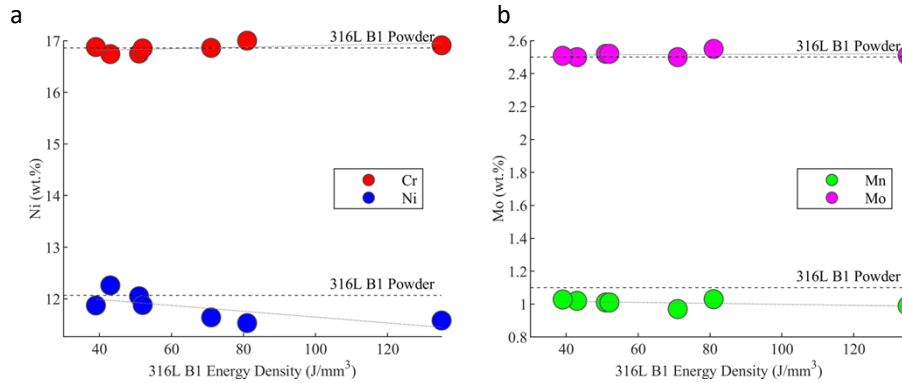 a
17
16
15
14
13
12
Ni (wt.%)
316L B1 Powder
Cr
Ni
316L B1 Powder
40
60
80
100
120
316L B1 Energy Density (J/mm³)
b
2.6
2.4
2.2
2
1.8
1.6
1.4
1.2
1
0.8
Mo (wt.%)
316L B1 Powder
Mn
Mo
316L B1 Powder
40
60
80
100
120
316L B1 Energy Density (J/mm³)